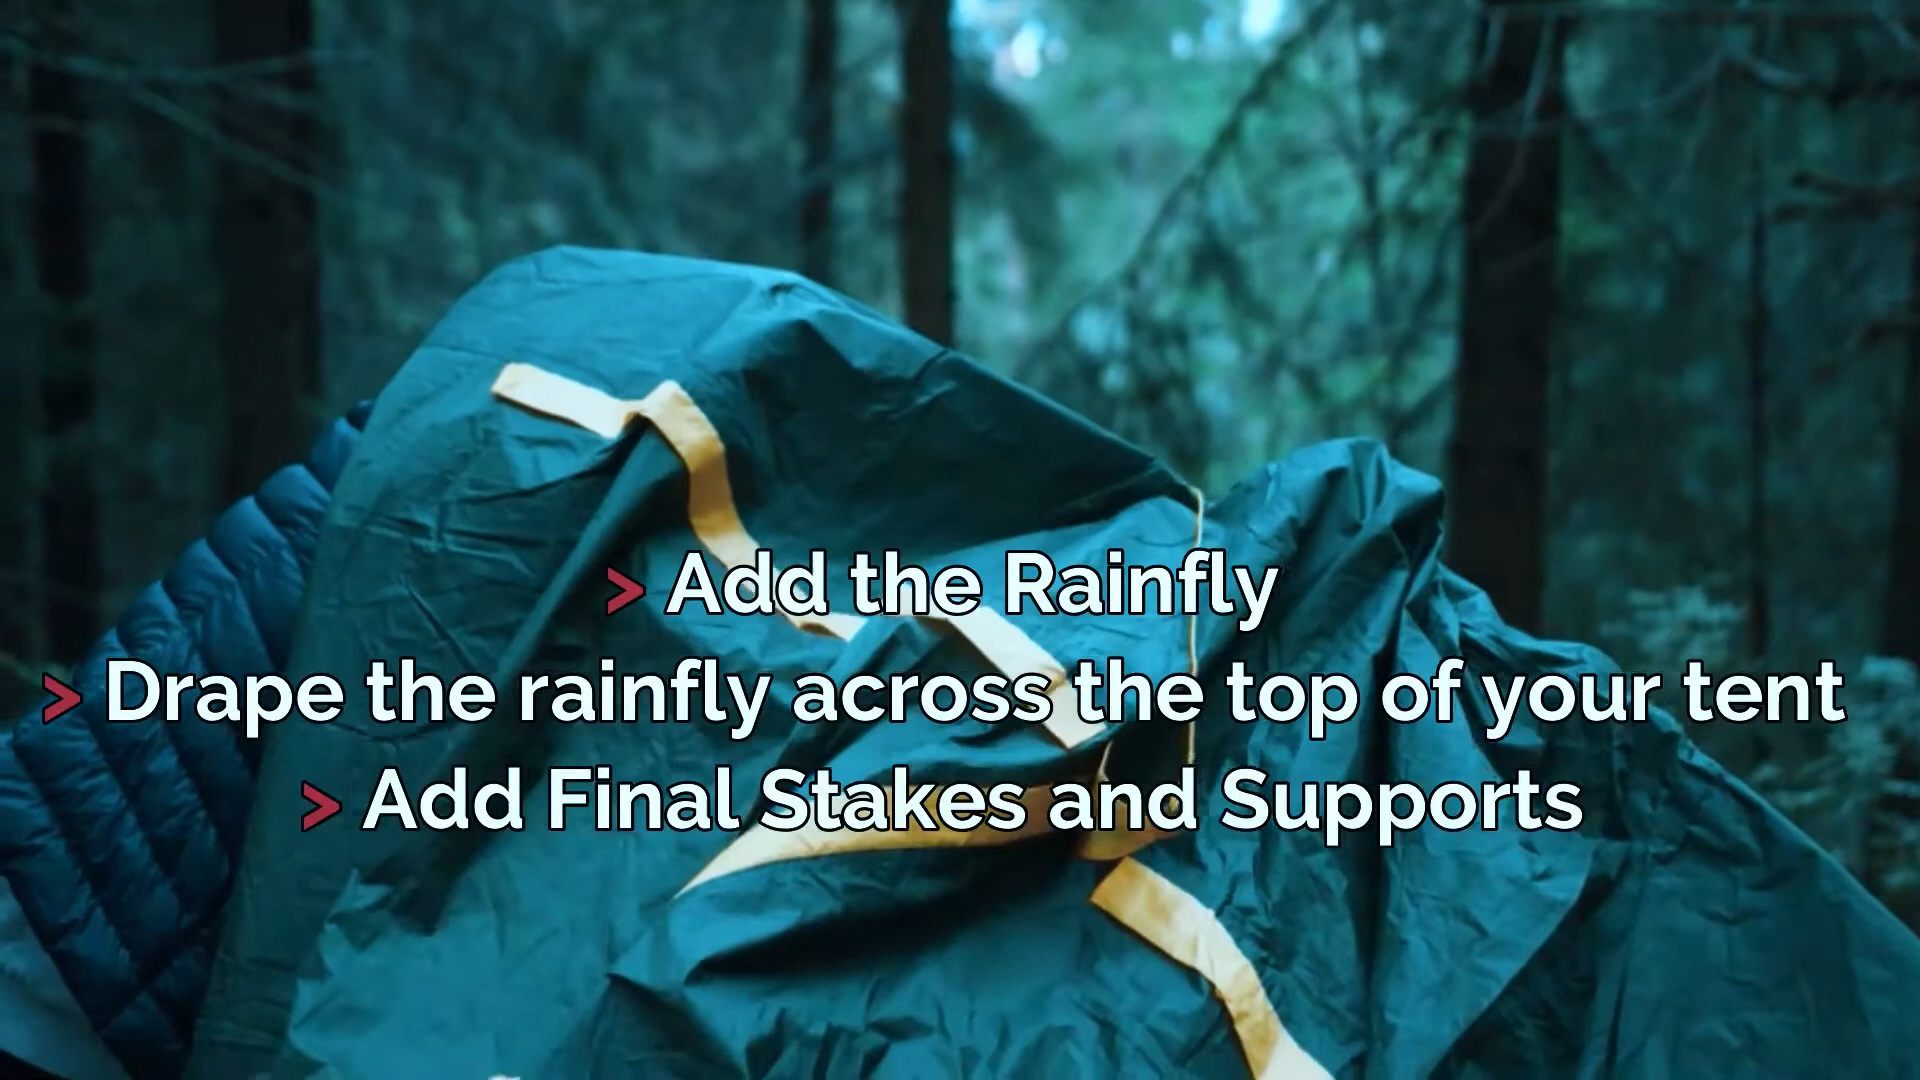 > Add the Rainfly
> Drape the rainfly across the top of your tent
> Add Final Stakes and Supports